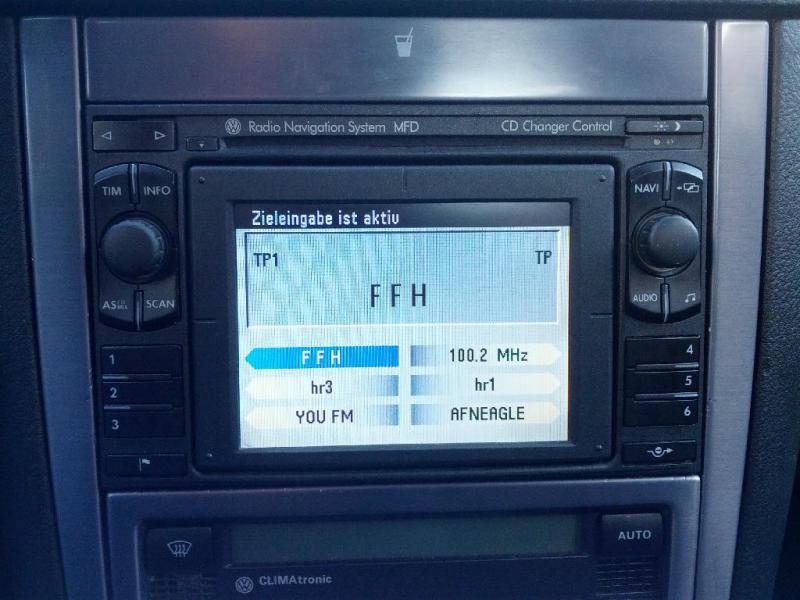 Radio Navigation System MFD
CD Changer Control
TIM INFO
NAVI
Zieleingabe ist aktiv
TP1
TP
FFH
AS SCAN
AUDIO
1
FFH
100.2 MHz
4
2
hr3
hr1
5
3
YOU FM
AFNEAGLE
6
AUTO
CLIMAtronic